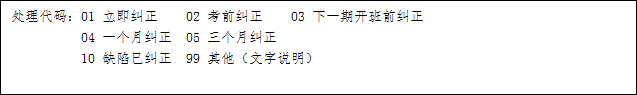 处理代码：01 立即纠正  02 考前纠正  03 下一期开班前纠正
04 一个月纠正 05 三个月纠正
10 缺陷已纠正 99 其他（文字说明）